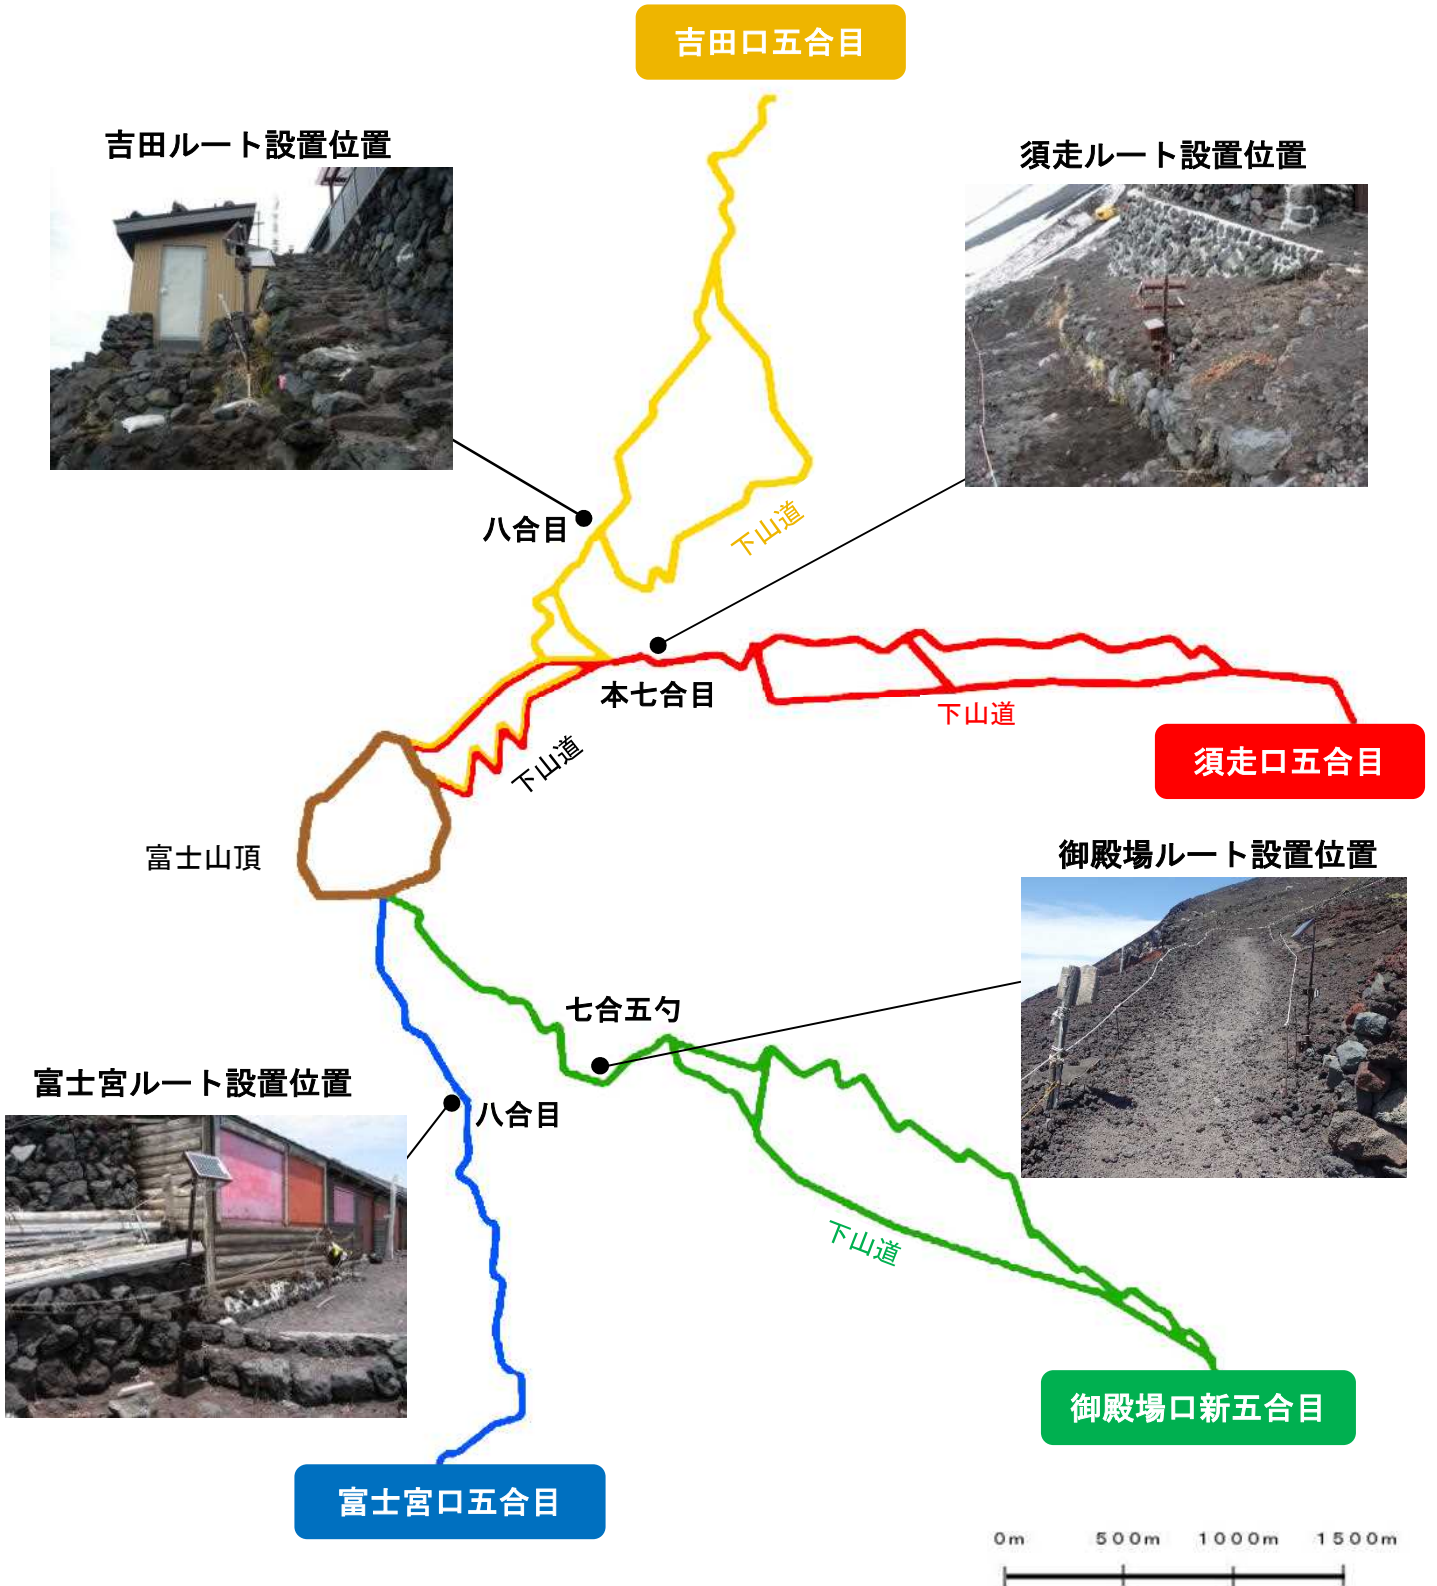 吉田口五合目
吉田ルート設置位置
須走ルート設置位置
八合目
下山道
本七合目
下山道
須走口五合目
下山道
富士山頂
御殿場ルート設置位置
七合五勺
富士宮ルート設置位置
八合目
下山道
御殿場口新五合目
富士宮口五合目
0m 500m 1000m 1500m